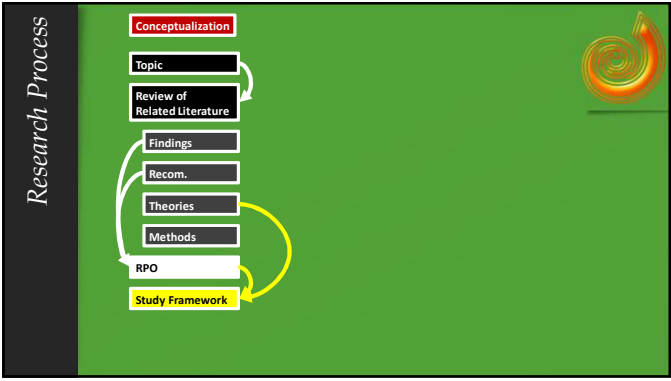 Research Process
Conceptualization
Topic
Review of
Related Literature
Findings
Recom.
Theories
Methods
RPO
Study Framework